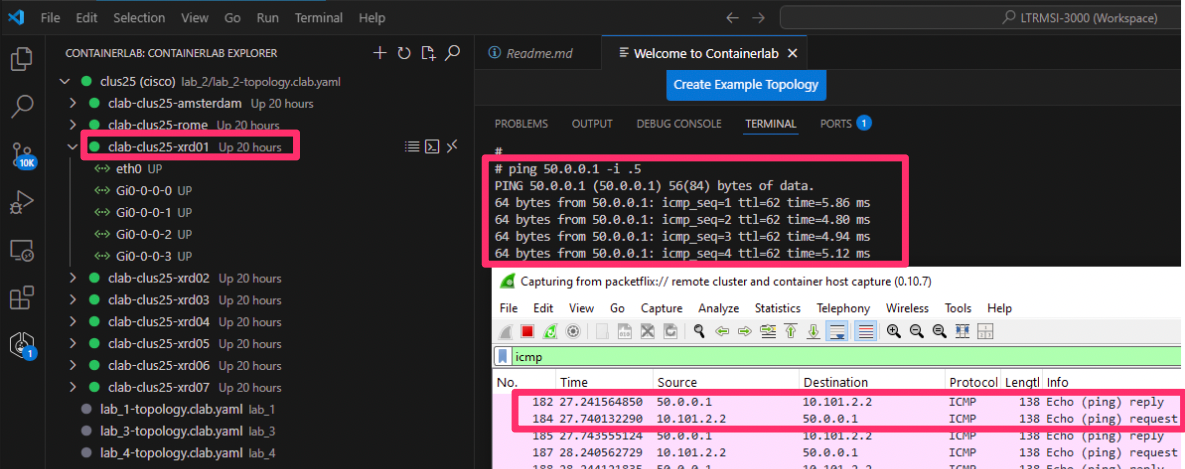 File Edit Selection View Go Run Terminal Help
LTRMSI-3000 (Workspace)
CONTAINERLAB: CONTAINERLAB EXPLORER
clus25 (cisco) lab_2/lab_2-topology.clab.yaml
clab-clus25-amsterdam Up 20 hours
clab-clus25-rome Up 20 hours
clab-clus25-xrd01 Up 20 hours
eth0 UP
Gi0-0-0-0 UP
Gi0-0-0-1 UP
Gi0-0-0-2 UP
Gi0-0-0-3 UP
clab-clus25-xrd02 Up 20 hours
clab-clus25-xrd03 Up 20 hours
clab-clus25-xrd04 Up 20 hours
clab-clus25-xrd05 Up 20 hours
clab-clus25-xrd06 Up 20 hours
clab-clus25-xrd07 Up 20 hours
lab_1-topology.clab.yaml lab_1
lab_3-topology.clab.yaml lab_3
lab_4-topology.clab.yaml lab_4
10K
1
Readme.md
Welcome to Containerlab
Create Example Topology
PROBLEMS OUTPUT DEBUG CONSOLE TERMINAL PORTS 1
#
# ping 50.0.0.1 -i .5
PING 50.0.0.1 (50.0.0.1) 56(84) bytes of data.
64 bytes from 50.0.0.1: icmp_seq=1 ttl=62 time=5.86 ms
64 bytes from 50.0.0.1: icmp_seq=2 ttl=62 time=4.80 ms
64 bytes from 50.0.0.1: icmp_seq=3 ttl=62 time=4.94 ms
64 bytes from 50.0.0.1: icmp_seq=4 ttl=62 time=5.12 ms
Capturing from packetflix:// remote cluster and container host capture (0.10.7)
File Edit View Go Capture Analyze Statistics Telephony Wireless Tools Help
icmp
No. Time Source Destination Protocol Lengtl Info
182 27.241564850 50.0.0.1 10.101.2.2 ICMP 138 Echo (ping) reply
184 27.740132290 10.101.2.2 50.0.0.1 ICMP 138 Echo (ping) request
185 27.743555124 50.0.0.1 10.101.2.2 ICMP 138 Echo (ping) reply
187 28.240562729 10.101.2.2 50.0.0.1 ICMP 138 Echo (ping) request
188 28.244121835 50.0.0.1 10.101.2.2 ICMP 138 Echo (ping) reply